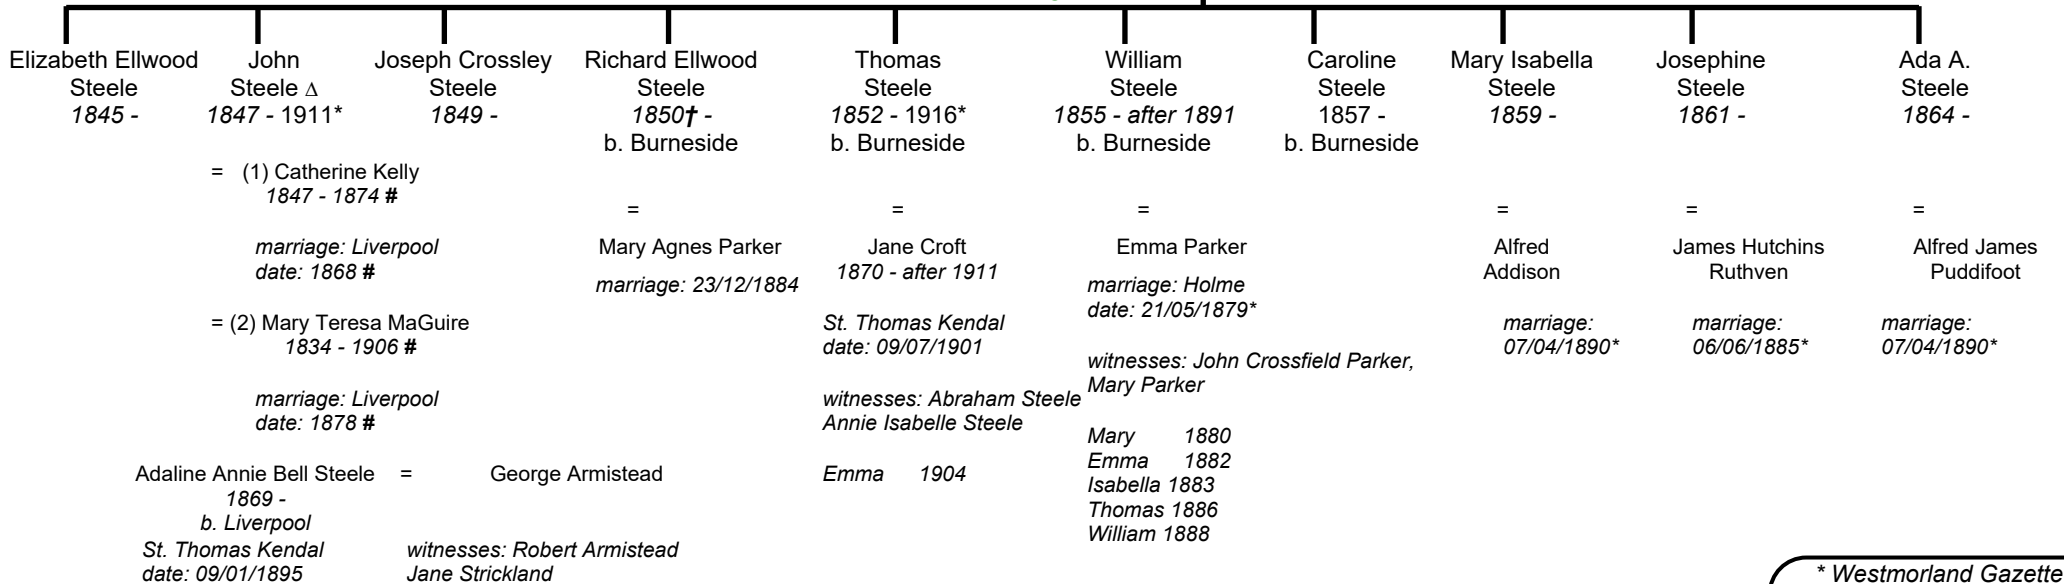 Elizabeth Ellwood
Steele
1845 -
John
Steele Δ
1847 - 1911*
= (1) Catherine Kelly
1847 - 1874 #
marriage: Liverpool
date: 1868 #
= (2) Mary Teresa MaGuire
1834 - 1906 #
marriage: Liverpool
date: 1878 #
Adaline Annie Bell Steele = George Armistead
1869 -
b. Liverpool
St. Thomas Kendal
date: 09/01/1895
witnesses: Robert Armistead
Jane Strickland
Joseph Crossley
Steele
1849 -
Richard Ellwood
Steele
1850† -
b. Burneside
=
Mary Agnes Parker
marriage: 23/12/1884
Thomas
Steele
1852 - 1916*
b. Burneside
=
Jane Croft
1870 - after 1911
St. Thomas Kendal
date: 09/07/1901
witnesses: Abraham Steele
Annie Isabelle Steele
Emma 1904
William
Steele
1855 - after 1891
b. Burneside
=
Emma Parker
marriage: Holme
date: 21/05/1879*
witnesses: John Crossfield Parker,
Mary Parker
Mary 1880
Emma 1882
Isabella 1883
Thomas 1886
William 1888
Caroline
Steele
1857 -
b. Burneside
Mary Isabella
Steele
1859 -
=
Alfred
Addison
marriage:
07/04/1890*
Josephine
Steele
1861 -
=
James Hutchins
Ruthven
marriage:
06/06/1885*
Ada A.
Steele
1864 -
=
Alfred James
Puddifoot
marriage:
07/04/1890*
* Westmorland Gazette